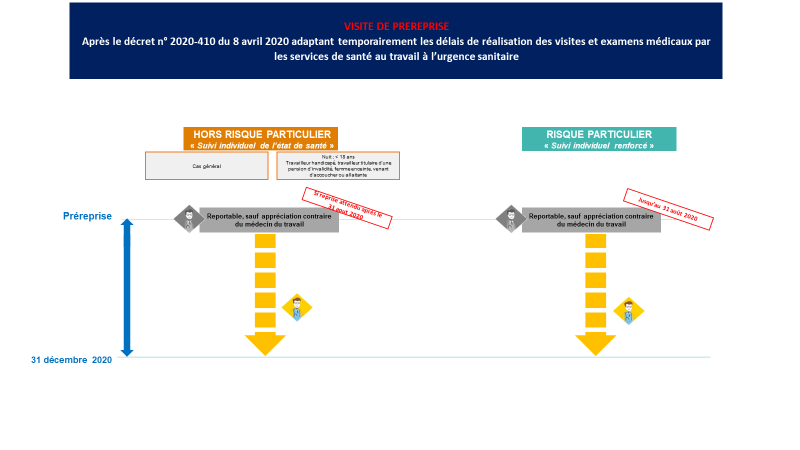 VISITE DE PREREPRISE
Après le décret n° 2020-410 du 8 avril 2020 adaptant temporairement les délais de réalisation des visites et examens médicaux par
les services de santé au travail à l'urgence sanitaire
HORS RISQUE PARTICULIER
« Suivi individuel de l'état de santé »
RISQUE PARTICULIER
« Suivi individuel renforcé »
Cas général
Nuit ; < 18 ans
Travailleur handicapé, travailleur titulaire d'une
pension d'invalidité, femme enceinte, venant
d'accoucher ou allaitante
Si reprise attendu après le
31 aout 2020
Jusqu'au 31 août 2020
Préreprise
Reportable, sauf appréciation contraire
du médecin du travail
Reportable, sauf appréciation contraire
du médecin du travail
31 décembre 2020